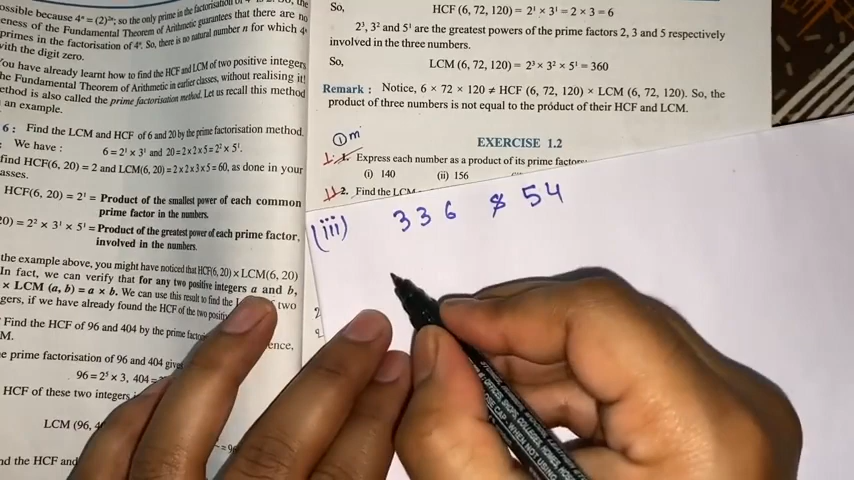 ossible because 4ⁿ = (2)²ⁿ; so the only prime in the factorisation of
eness of the Fundamental Theorem of Arithmetic guarantees that there are no
primes in the factorisation of 4ⁿ. So, there is no natural number n for which 4ⁿ
with the digit zero.
You have already learnt how to find the HCF and LCM of two positive integers
he Fundamental Theorem of Arithmetic in earlier classes, without realising it!
ethod is also called the prime factorisation method. Let us recall this method
an example.
6 : Find the LCM and HCF of 6 and 20 by the prime factorisation method.
We have : 6 = 2¹ × 3¹ and 20 = 2 × 2 × 5 = 2² × 5¹.
find HCF(6, 20) = 2 and LCM(6, 20) = 2 × 2 × 3 × 5 = 60, as done in your
asses.
HCF(6, 20) = 2¹ = Product of the smallest power of each common
prime factor in the numbers.
20) = 2² × 3¹ × 5¹ = Product of the greatest power of each prime factor,
involved in the numbers.
the example above, you might have noticed that HCF(6, 20) × LCM(6, 20)
In fact, we can verify that for any two positive integers a and b,
× LCM (a, b) = a × b. We can use this result to find the two
gers, if we have already found the HCF of the two
Find the HCF of 96 and 404 by the prime
M.
e prime factorisation of 96 and 404
96 = 2⁵ × 3, 404 =
HCF of these two integers
LCM (96,
nd the HCF and
So, HCF (6, 72, 120) = 2¹ × 3¹ = 2 × 3 = 6
2³, 3² and 5¹ are the greatest powers of the prime factors 2, 3 and 5 respectively
involved in the three numbers.
So, LCM (6, 72, 120) = 2³ × 3² × 5¹ = 360
Remark : Notice, 6 × 72 × 120 ≠ HCF (6, 72, 120) × LCM (6, 72, 120). So, the
product of three numbers is not equal to the product of their HCF and LCM.
① m
EXERCISE 1.2
1. Express each number as a product of its prime
(i) 140 (ii) 156
2. Find the LCM
(iii) 336 & 54